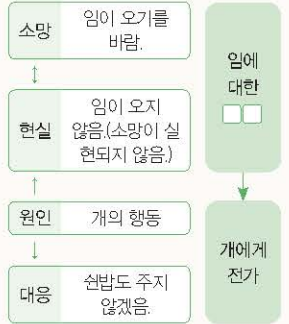 소망
임이 오기를
바람.
현실
임이 오지
않음.(소망이 실
현되지 않음.)
원인
개의 행동
대응
쉰밥도 주지
않겠음.
임에
대한
□□
개에게
전가